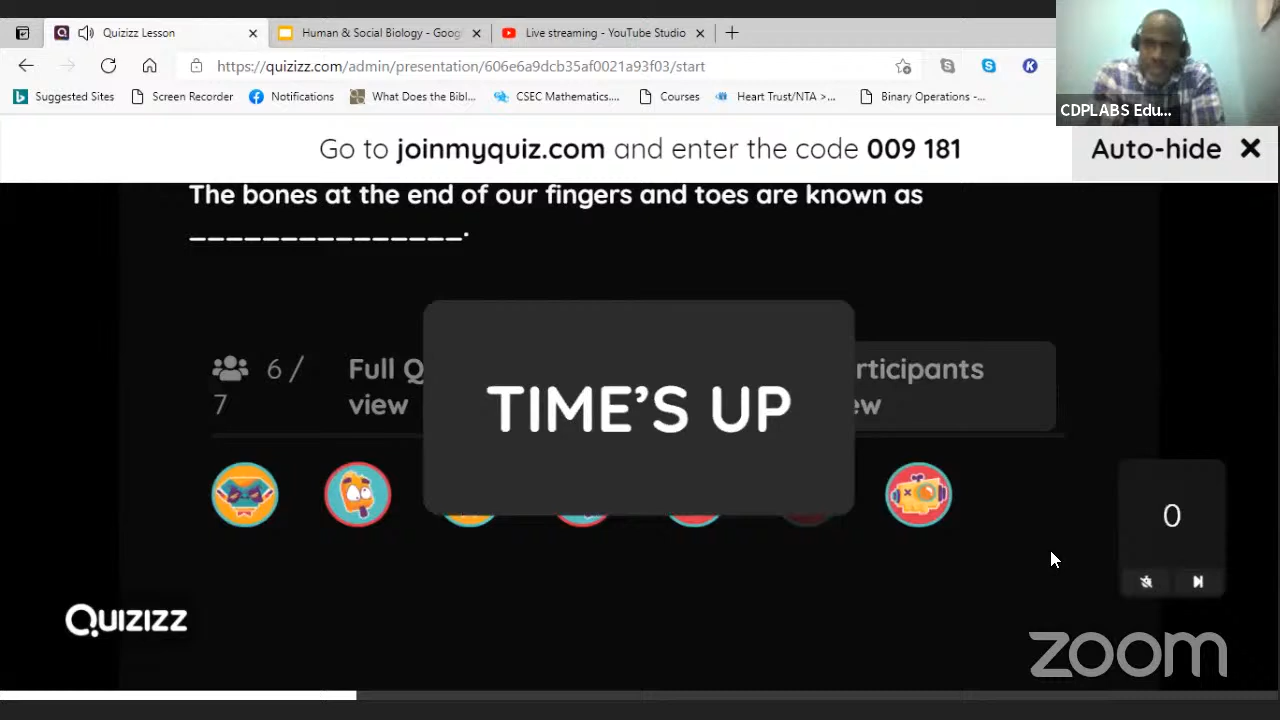 Quizizz Lesson
Human & Social Biology - Goog
Live streaming - YouTube Studio
https://quizizz.com/admin/presentation/606e6a9dcb35af0021a93f03/start
Suggested Sites
Screen Recorder
Notifications
What Does the Bibl...
CSEC Mathematics....
Courses
Heart Trust/NTA >...
Binary Operations -...
CDPLABS Edu...
Go to joinmyquiz.com and enter the code 009 181
Auto-hide
The bones at the end of our fingers and toes are known as
_______________.
6 /
7
Full Q
view
rticipants
ew
TIME'S UP
0
QUIZIZZ
zoom